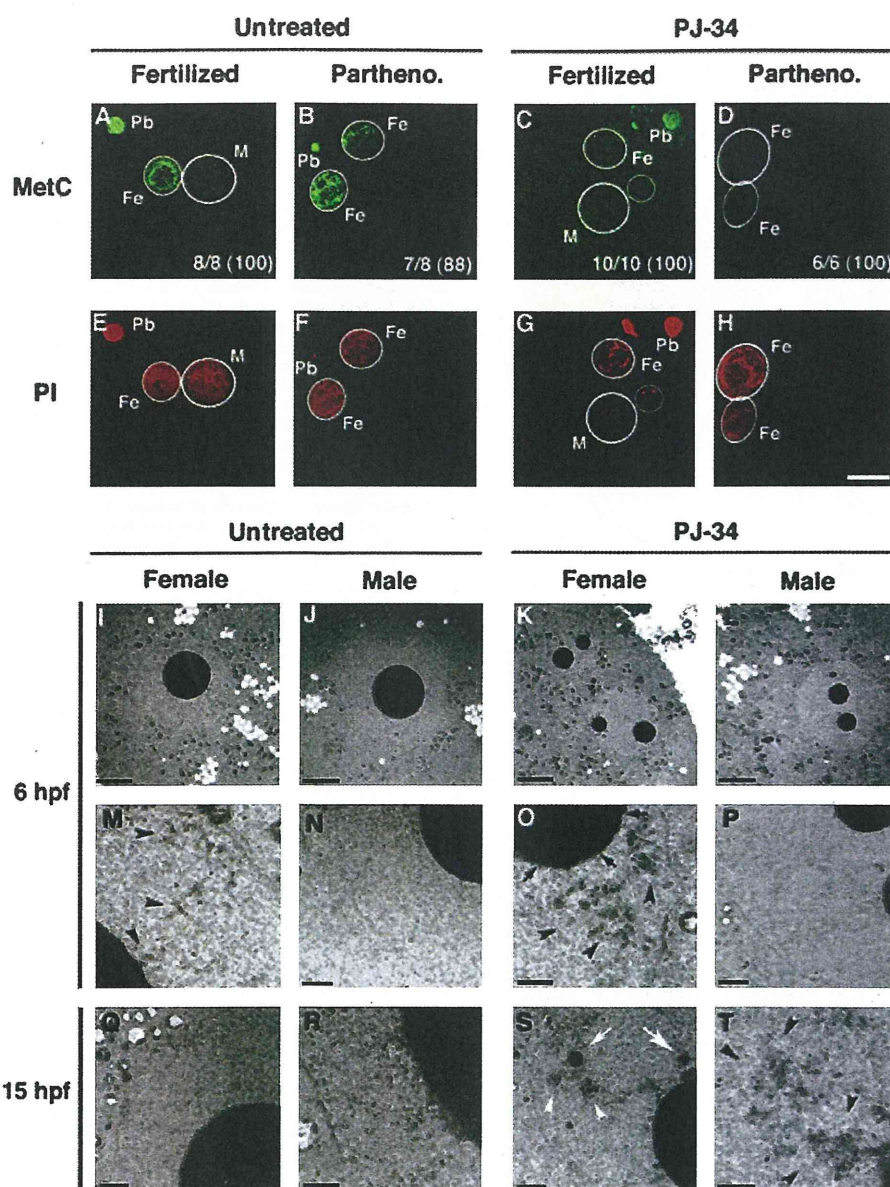 Untreated PJ-34
Fertilized Partheno. Fertilized Partheno.
MetC
A Pb Fe M 8/8 (100)
B Fe Pb Fe 7/8 (88)
C Pb Fe M 10/10 (100)
D Fe Fe 6/6 (100)
PI
E Pb M Fe
F Fe Pb Fe
G Fe Pb M
H Fe Fe
Untreated PJ-34
Female Male Female Male
6 hpf
I J K L
M N O P
15 hpf
Q R S T